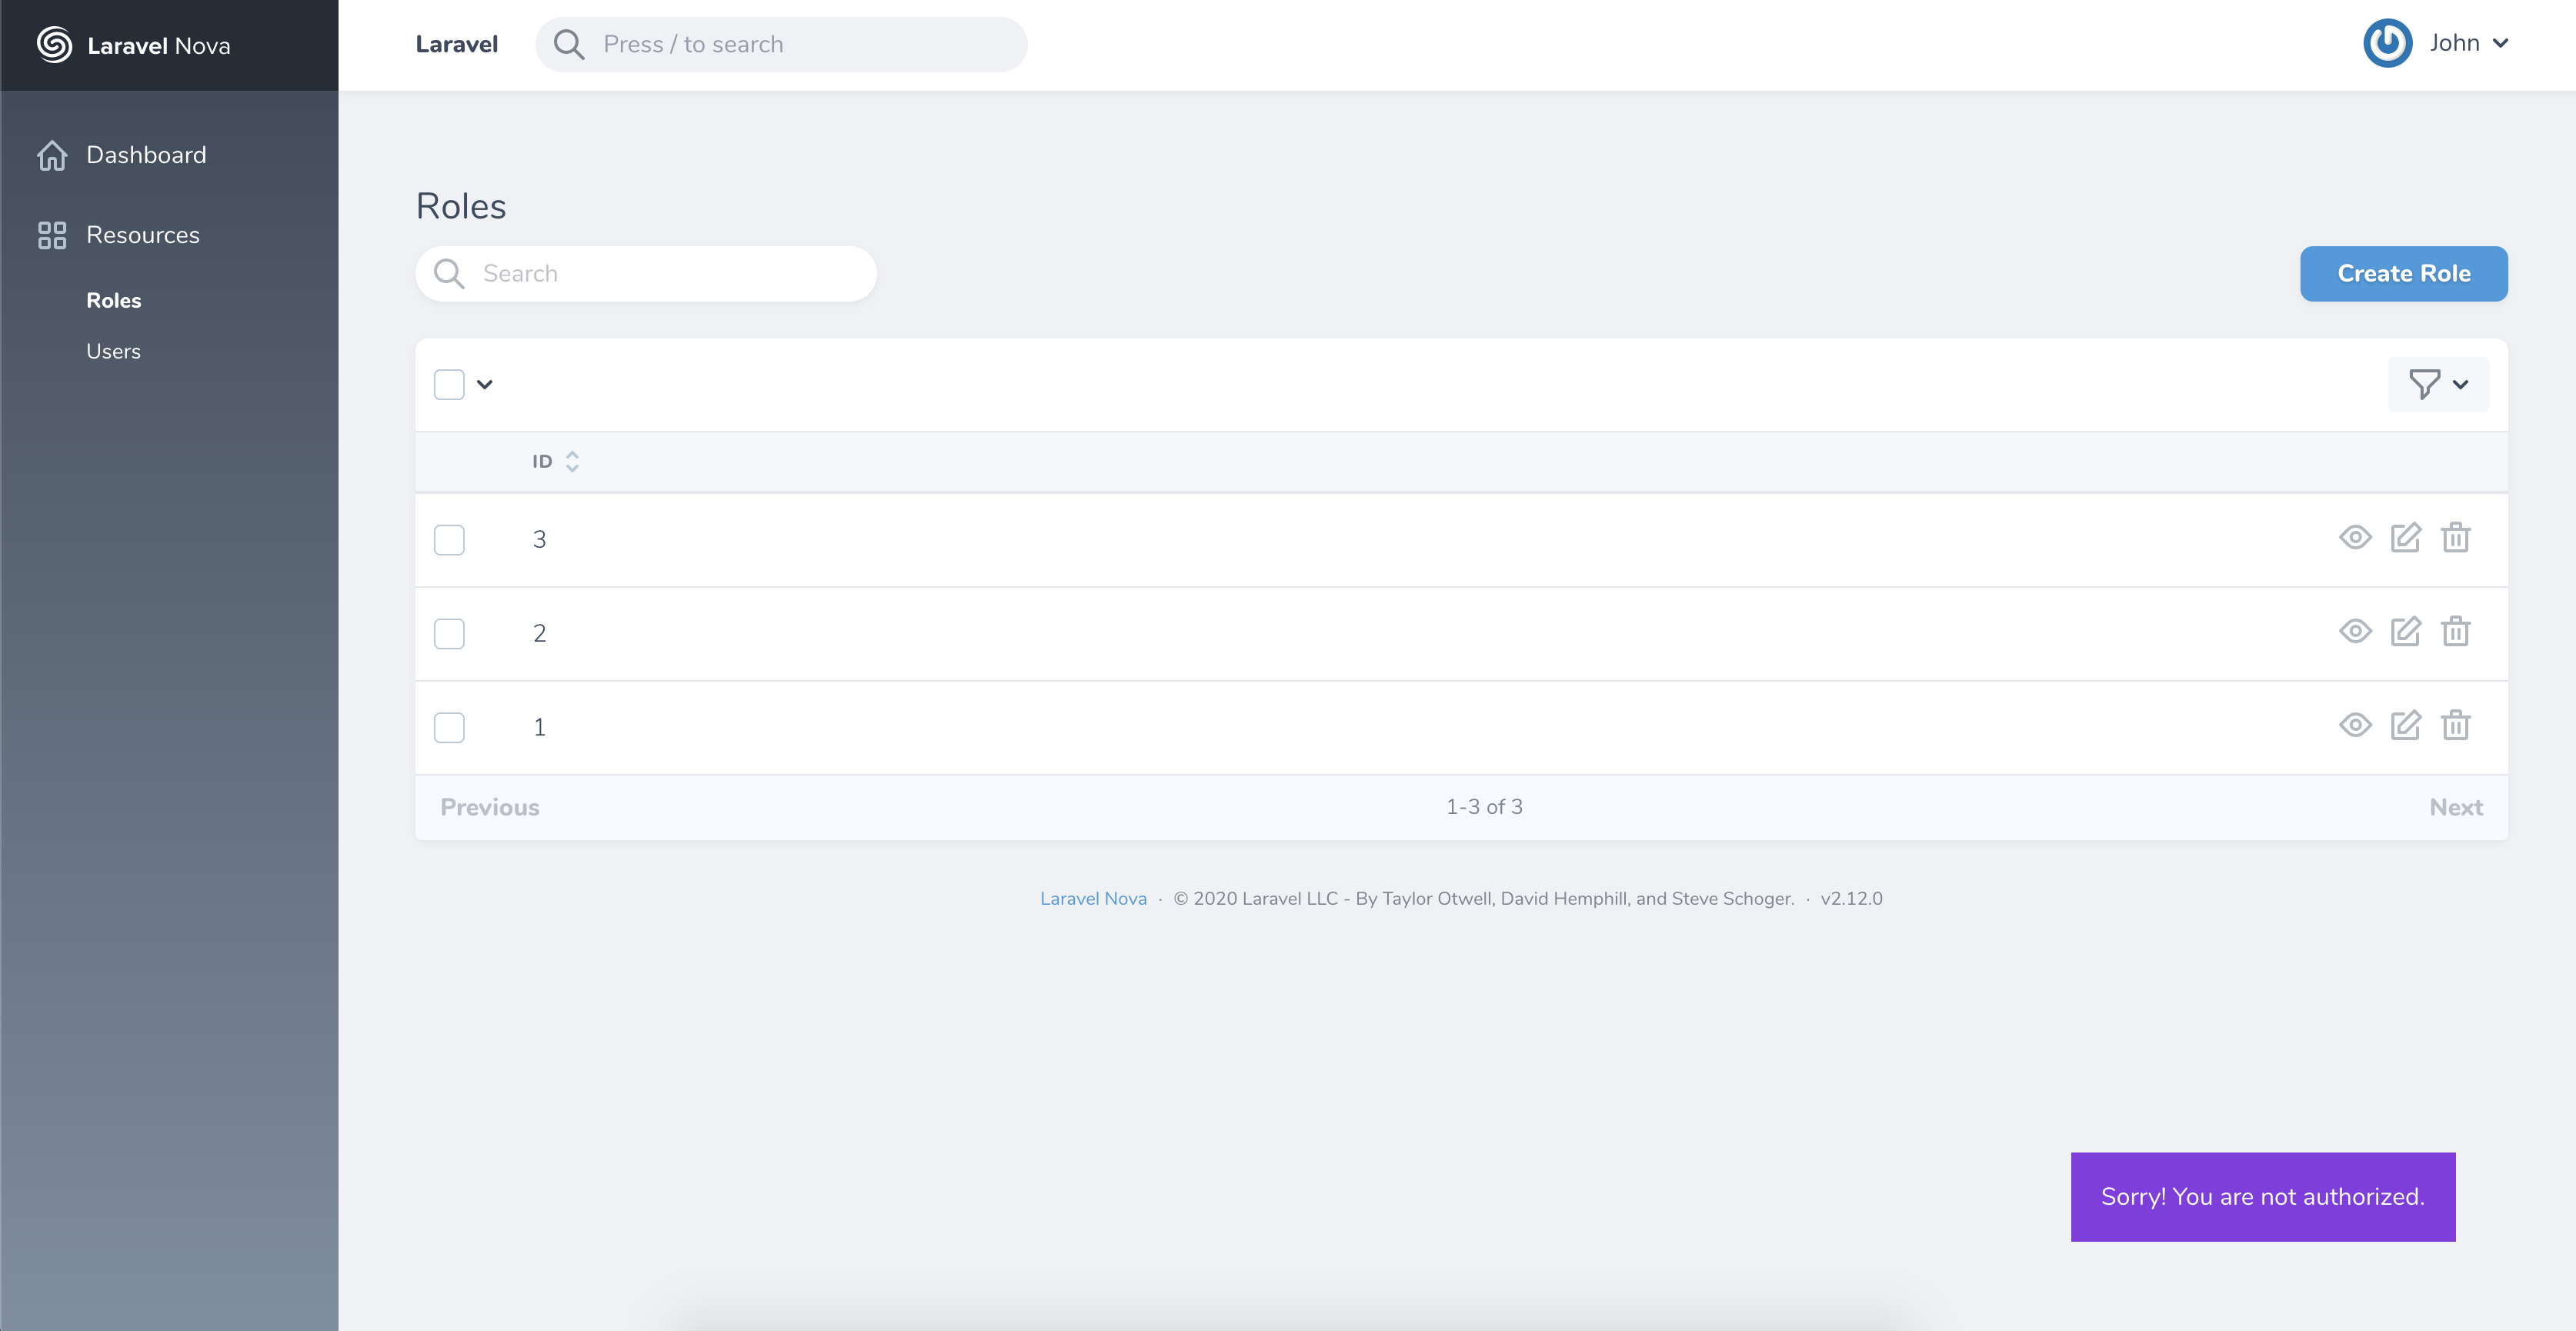 Laravel Nova
Laravel
Press / to search
John
Dashboard
Resources
Roles
Users
Roles
Search
Create Role
ID
3
2
1
Previous
1-3 of 3
Next
Laravel Nova · © 2020 Laravel LLC - By Taylor Otwell, David Hemphill, and Steve Schoger. · v2.12.0
Sorry! You are not authorized.